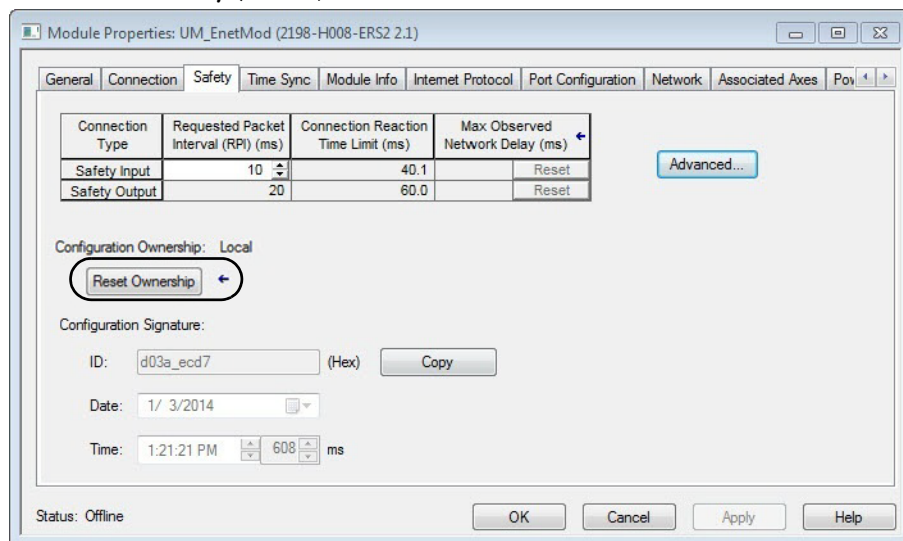 Module Properties: UM_EnetMod (2198-H008-ERS2 2.1)
General Connection Safety Time Sync Module Info Internet Protocol Port Configuration Network Associated Axes
Connection Type Requested Packet Interval (RPI) (ms) Connection Reaction Time Limit (ms) Max Observed Network Delay (ms)
Safety Input 10 40.1 Reset
Safety Output 20 60.0 Reset
Advanced...
Configuration Ownership: Local
Reset Ownership
Configuration Signature:
ID: d03a_ecd7 (Hex) Copy
Date: 1/ 3/2014
Time: 1:21:21 PM 608 ms
Status: Offline OK Cancel Apply Help